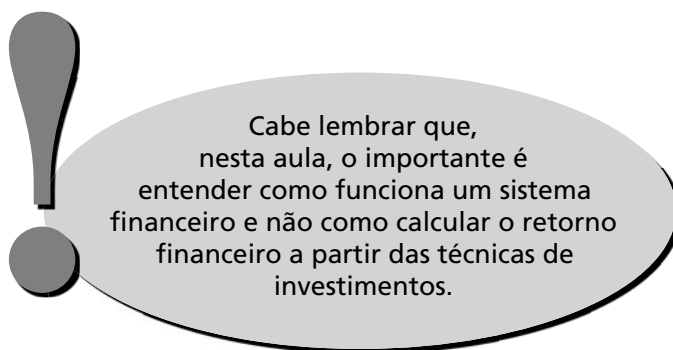 Cabe lembrar que,
nesta aula, o importante é
entender como funciona um sistema
financeiro e não como calcular o retorno
financeiro a partir das técnicas de
investimentos.